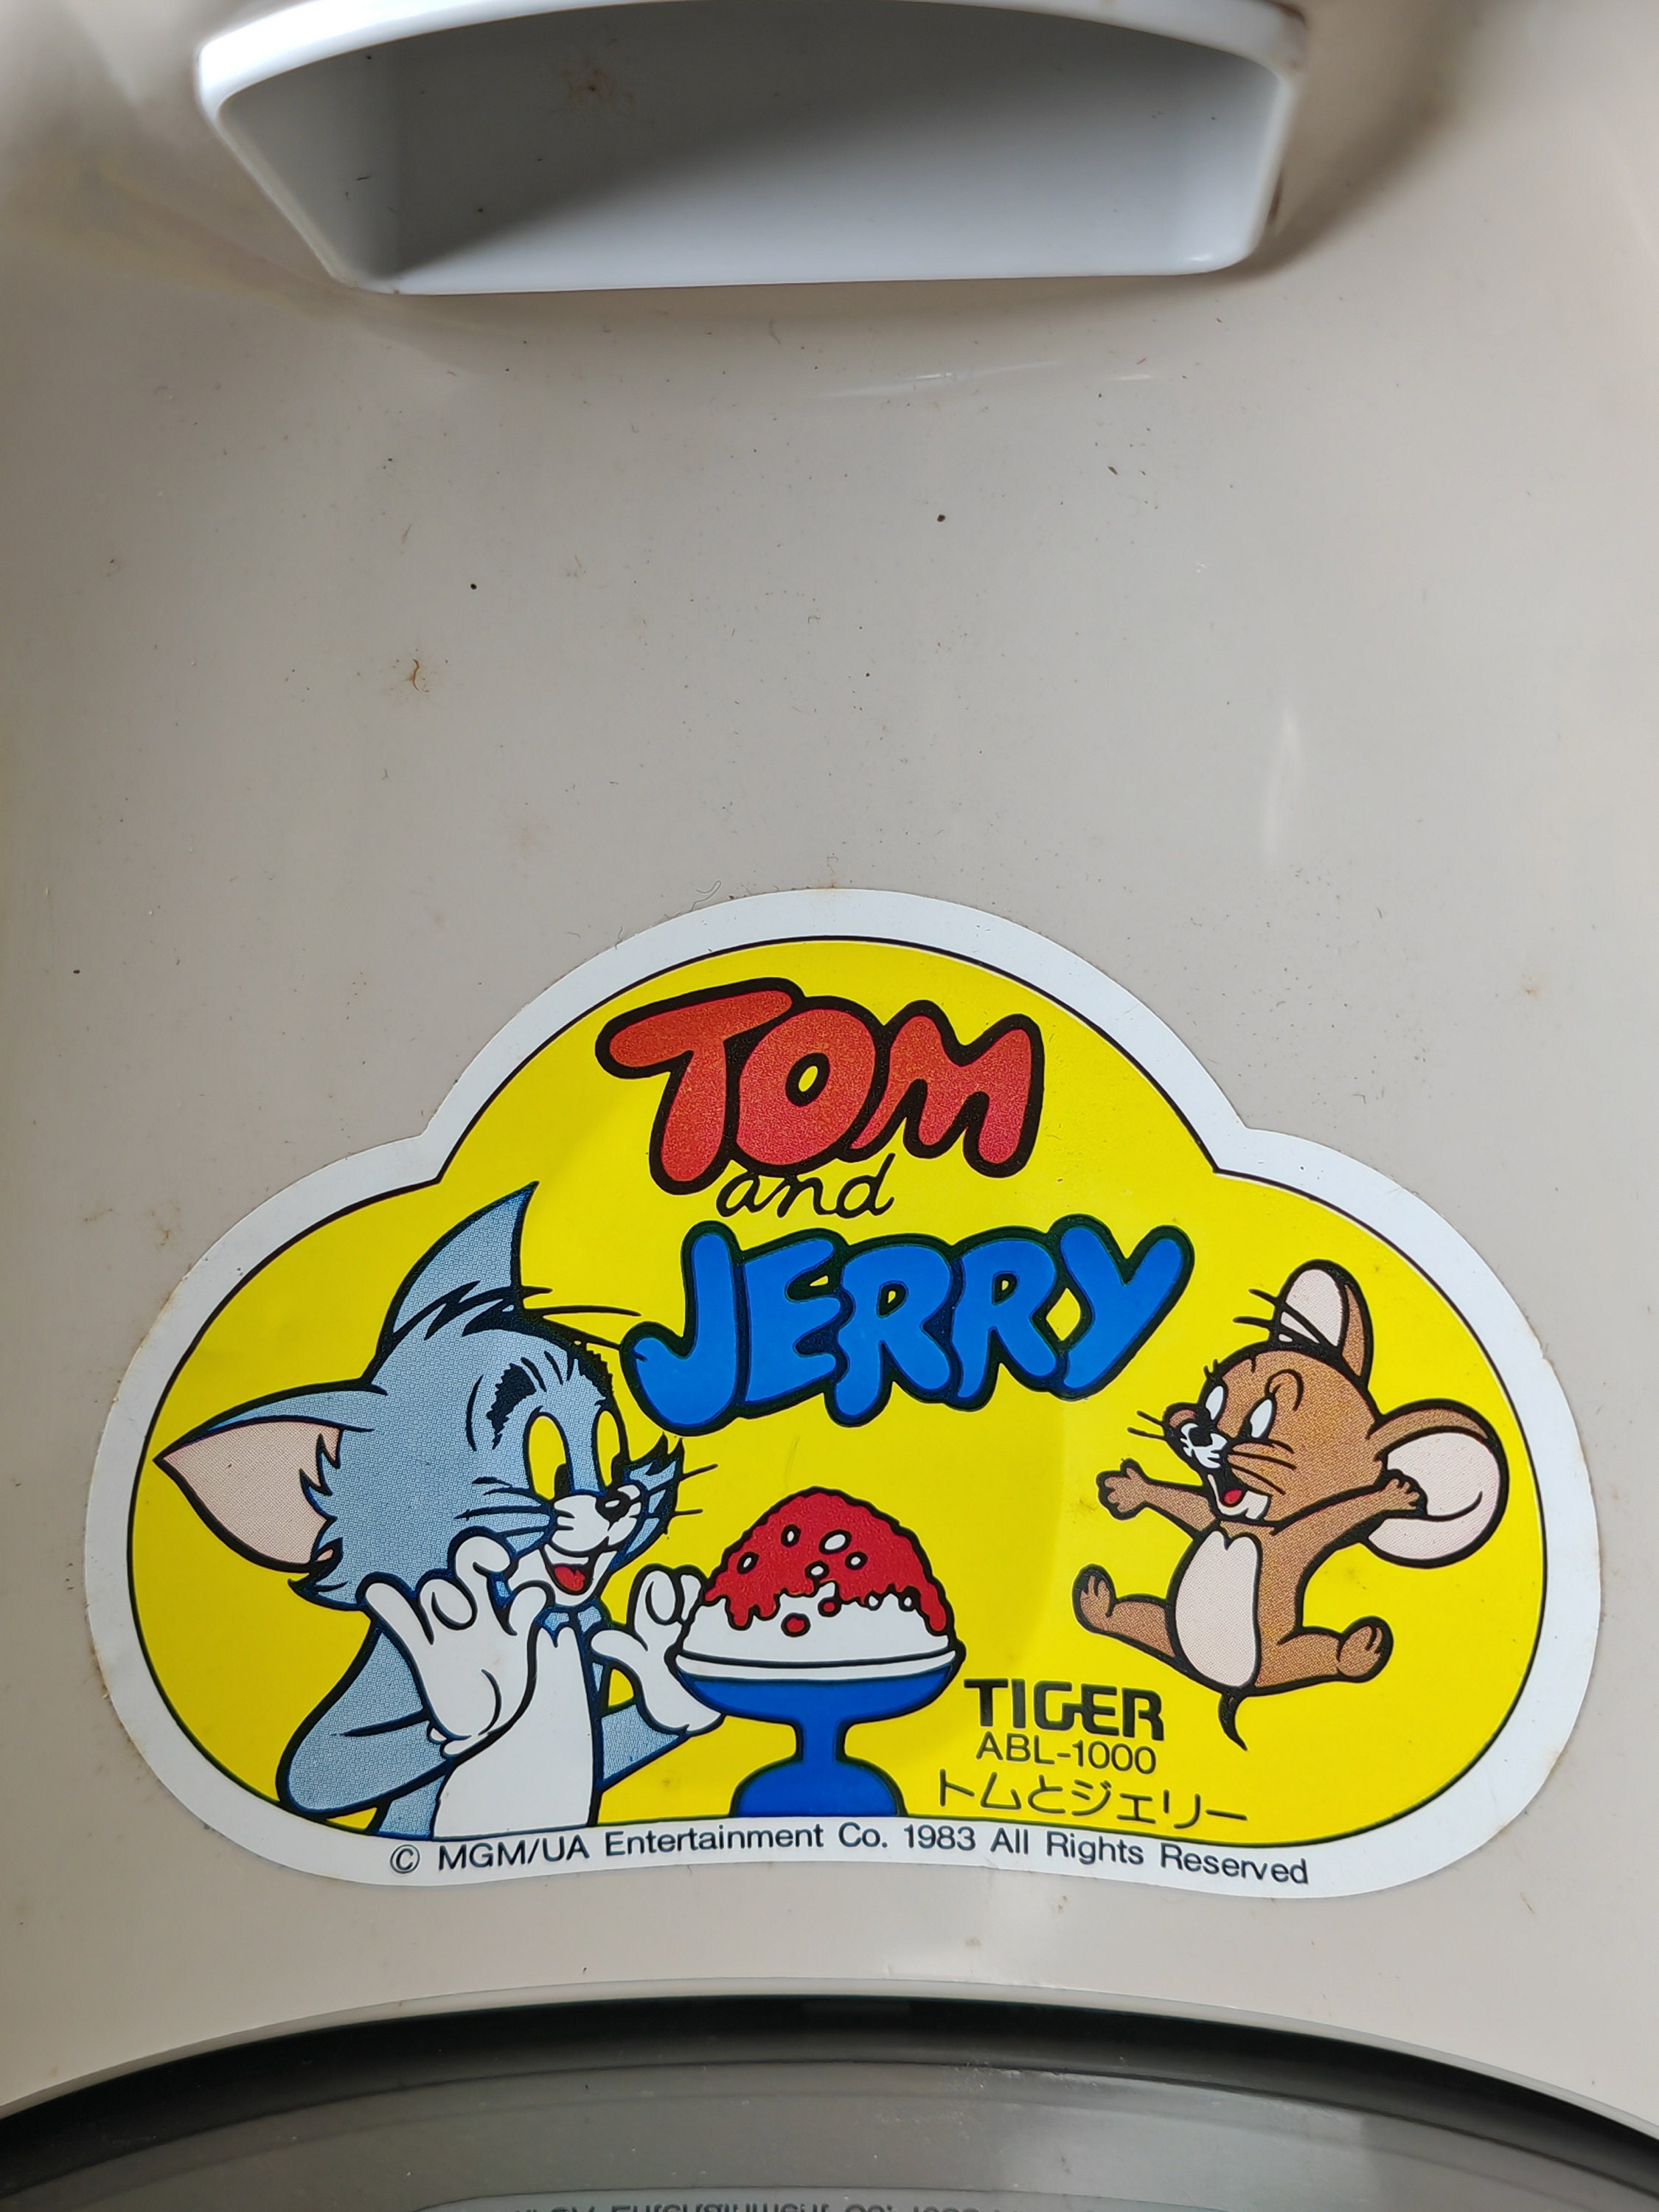 TOM
and
JERRY
TIGER
ABL-1000
トムとジェリー
© MGM/UA Entertainment Co. 1983 All Rights Reserved